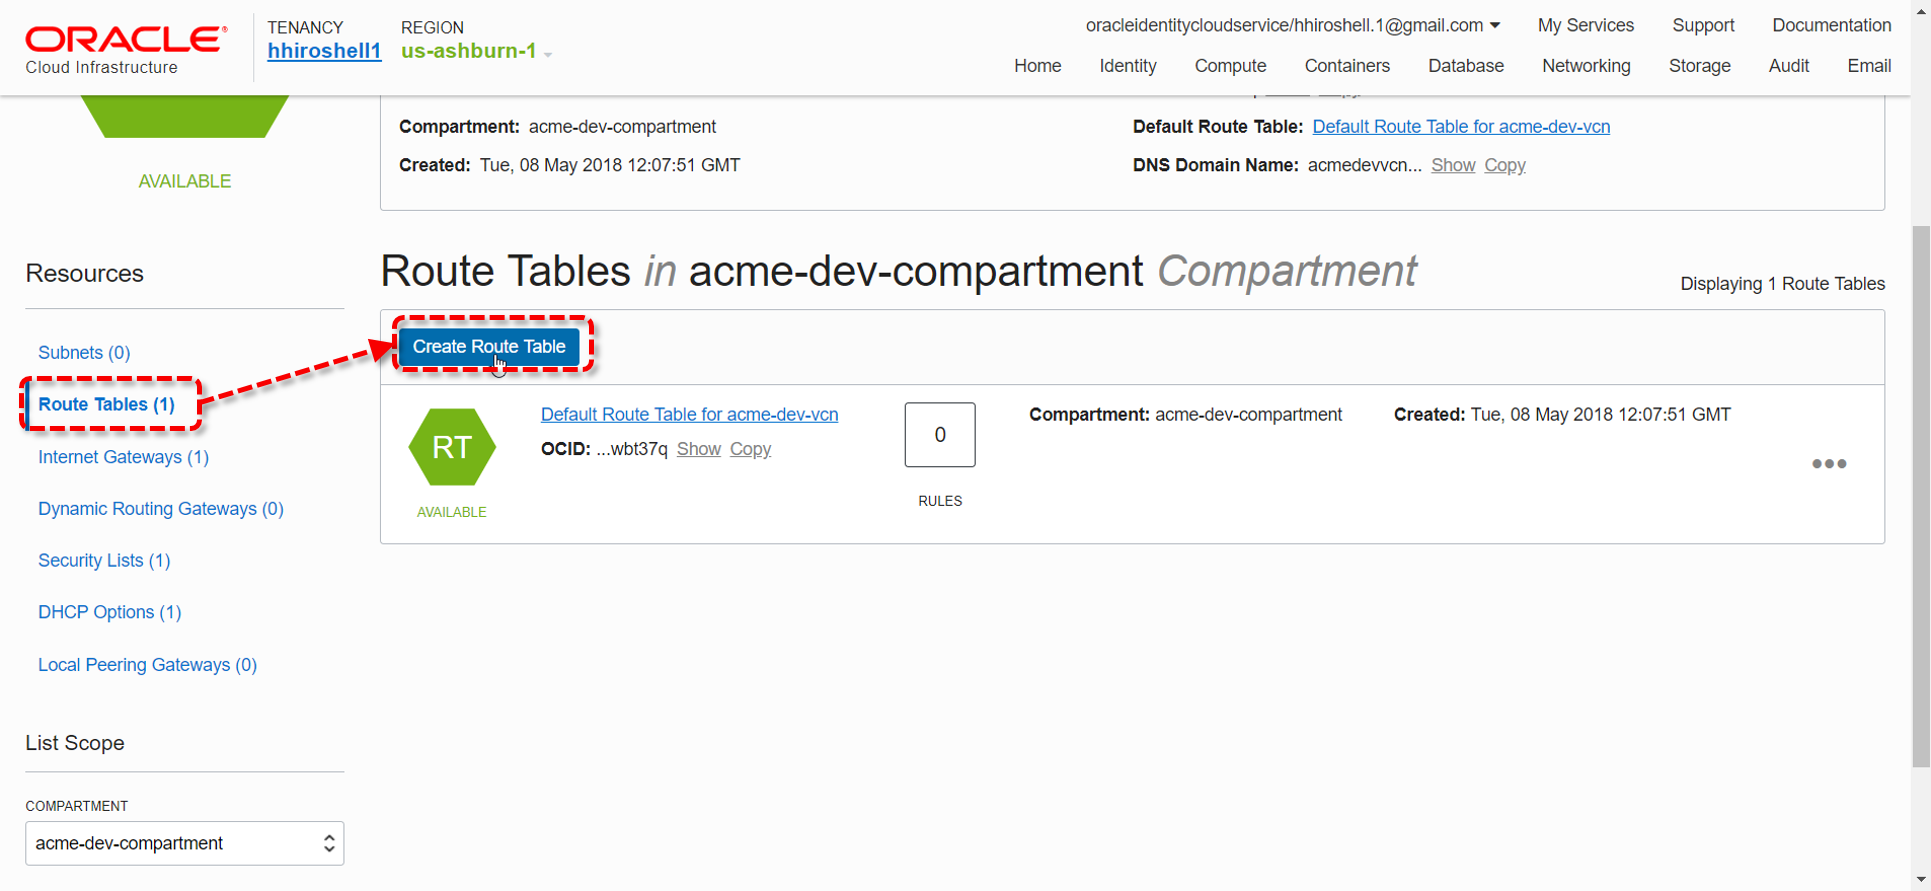 ORACLE®
Cloud Infrastructure
TENANCY
hhiroshell1
REGION
us-ashburn-1
oracleidentitycloudservice/hhiroshell.1@gmail.com
My Services
Support
Documentation
Home
Identity
Compute
Containers
Database
Networking
Storage
Audit
Email
AVAILABLE
Compartment: acme-dev-compartment
Created: Tue, 08 May 2018 12:07:51 GMT
Default Route Table: Default Route Table for acme-dev-vcn
DNS Domain Name: acmedevvcn... Show Copy
Resources
Subnets (0)
Route Tables (1)
Internet Gateways (1)
Dynamic Routing Gateways (0)
Security Lists (1)
DHCP Options (1)
Local Peering Gateways (0)
List Scope
COMPARTMENT
acme-dev-compartment
Route Tables in acme-dev-compartment Compartment
Displaying 1 Route Tables
Create Route Table
RT
AVAILABLE
Default Route Table for acme-dev-vcn
OCID: ...wbt37q Show Copy
0
RULES
Compartment: acme-dev-compartment
Created: Tue, 08 May 2018 12:07:51 GMT